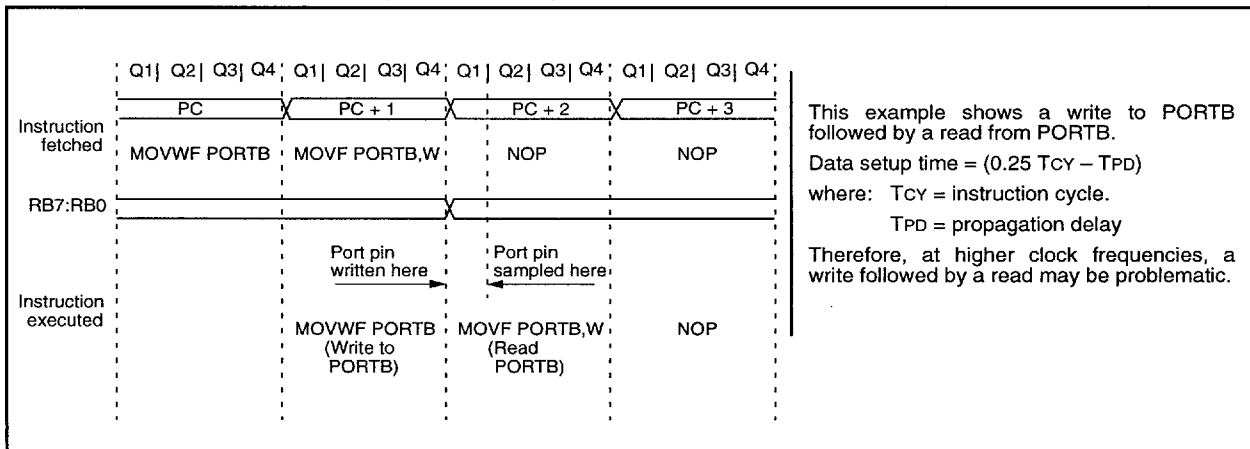 Q1| Q2| Q3| Q4 Q1| Q2| Q3| Q4 Q1| Q2| Q3| Q4 Q1| Q2| Q3| Q4
PC PC + 1 PC + 2 PC + 3
Instruction
fetched
MOVWF PORTB MOVF PORTB,W NOP NOP
RB7:RB0
Port pin
written here
Port pin
sampled here
Instruction
executed
MOVWF PORTB
(Write to
PORTB)
MOVF PORTB,W
(Read
PORTB)
NOP
This example shows a write to PORTB
followed by a read from PORTB.
Data setup time = (0.25 TCY – TPD)
where: TCY = instruction cycle.
TPD = propagation delay
Therefore, at higher clock frequencies, a
write followed by a read may be problematic.